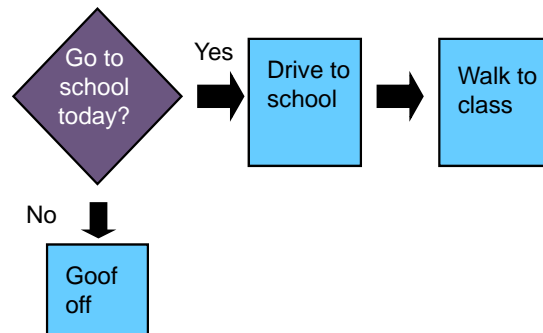 Go to
school
today?
Yes
Drive to
school
Walk to
class
No
Goof
off